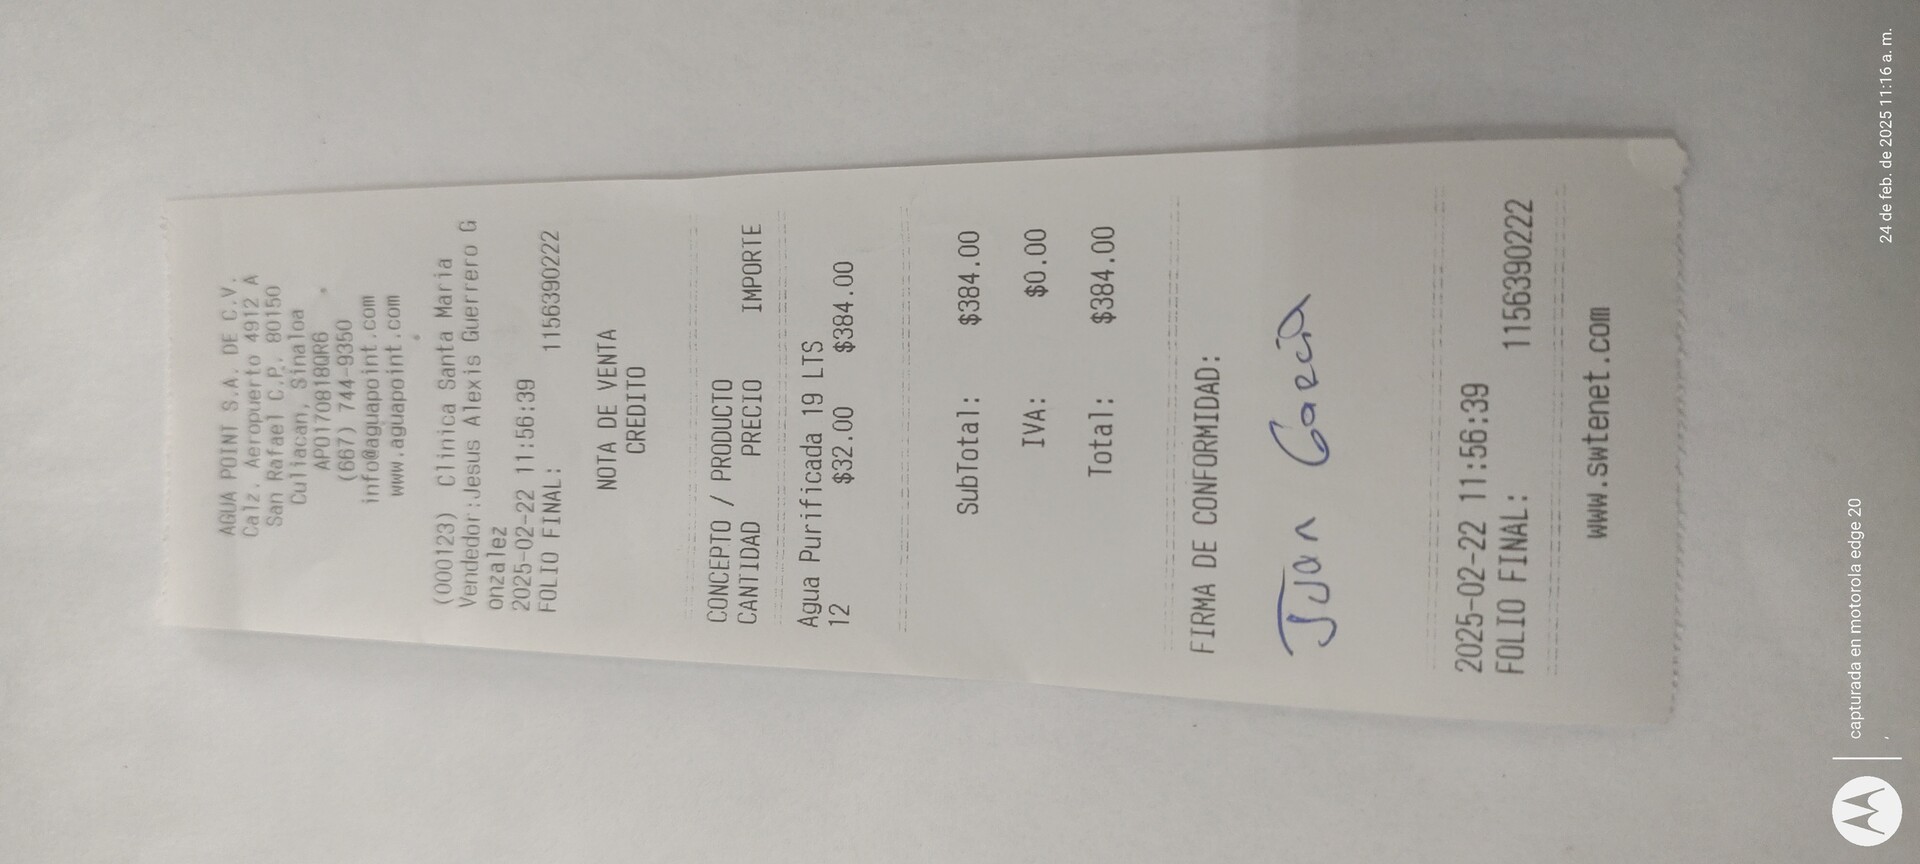 AGUA POINT S.A. DE C.V.
Calz. Aeropuerto 4912 A
San Rafael C.P. 80150
Culiacan, Sinaloa
APO170818QR6
(667) 744-9350
info@aguapoint.com
www.aguapoint.com
(000123) Clinica Santa Maria
Vendedor:Jesus Alexis Guerrero G
onzalez
2025-02-22 11:56:39
FOLIO FINAL: 1156390222
NOTA DE VENTA
CREDITO
CONCEPTO / PRODUCTO
CANTIDAD PRECIO IMPORTE
Agua Purificada 19 LTS
12 $32.00 $384.00
SubTotal: $384.00
IVA: $0.00
Total: $384.00
FIRMA DE CONFORMIDAD:
Juan Garcia
2025-02-22 11:56:39
FOLIO FINAL: 1156390222
www.swtenet.com
capturada en motorola edge 20
,
24 de feb. de 2025 11:16 a. m.